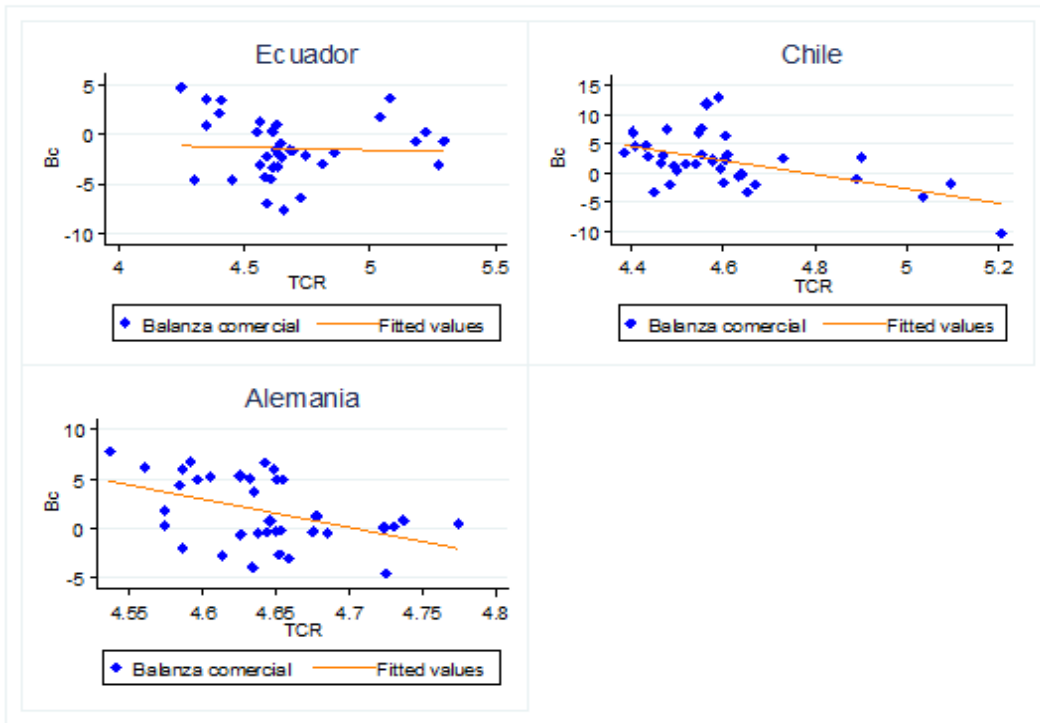 Ecuador
5
0
-5
-10
Bc
4 4.5 5 5.5
TCR
Balanza comercial Fitted values
Chile
15
10
5
0
-5
-10
Bc
4.4 4.6 4.8 5 5.2
TCR
Balanza comercial Fitted values
Alemania
10
5
0
-5
Bc
4.55 4.6 4.65 4.7 4.75 4.8
TCR
Balanza comercial Fitted values